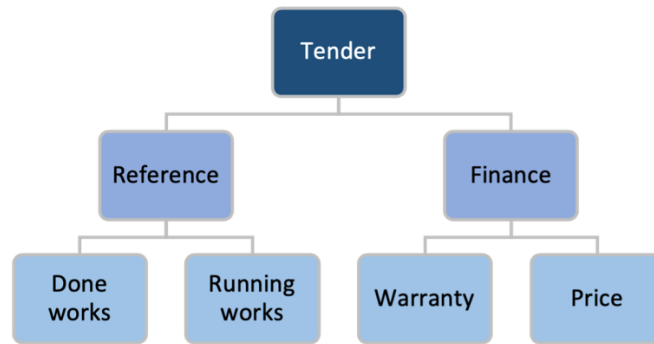 Tender
Reference
Finance
Done
works
Running
works
Warranty
Price